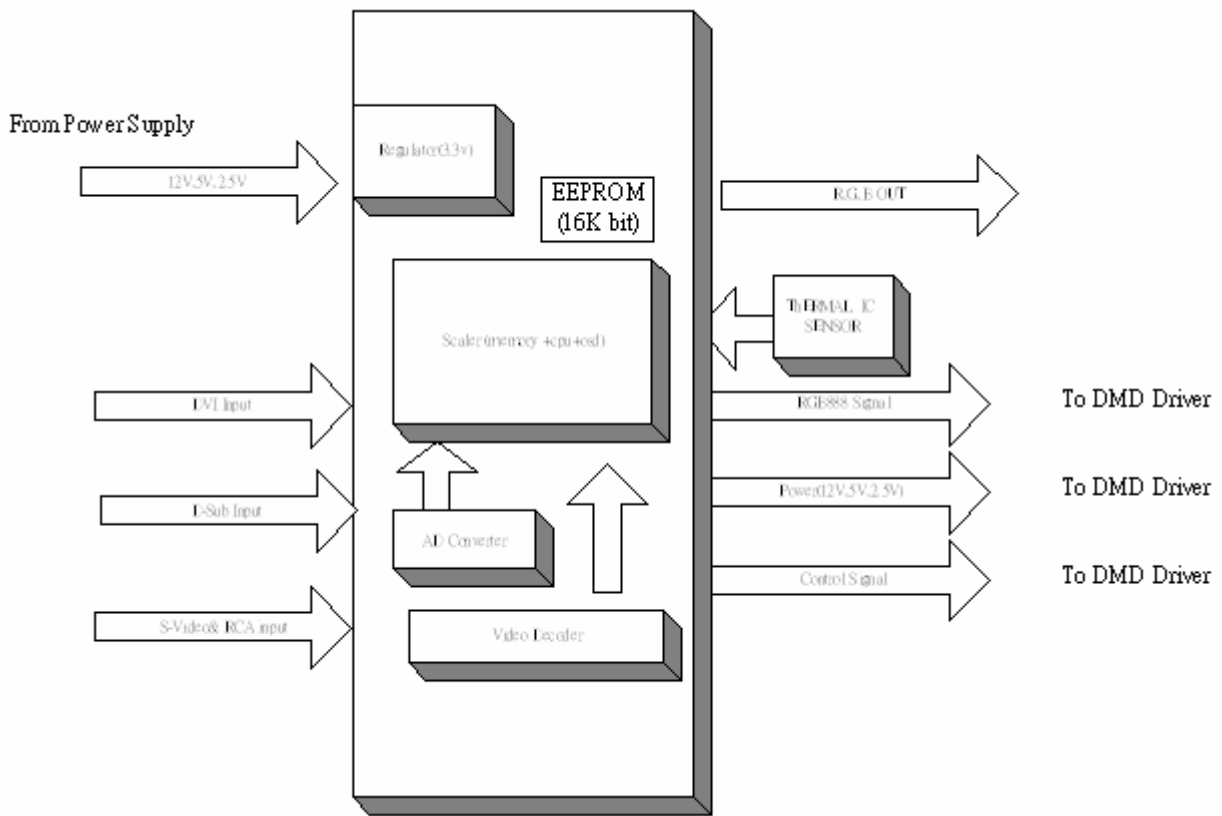 From Power Supply
12V,5V,2.5V
Regulator(3.3v)
EEPROM
(16K bit)
R.G.B OUT
THERMAL IC
SENSOR
Scaler(memory +cpu+osd)
DVI Input
RGB888 Signal
To DMD Driver
D-Sub Input
Power(12V,5V,2.5V)
To DMD Driver
AD Converter
Control Signal
To DMD Driver
S-Video& RCA input
Video Decoder